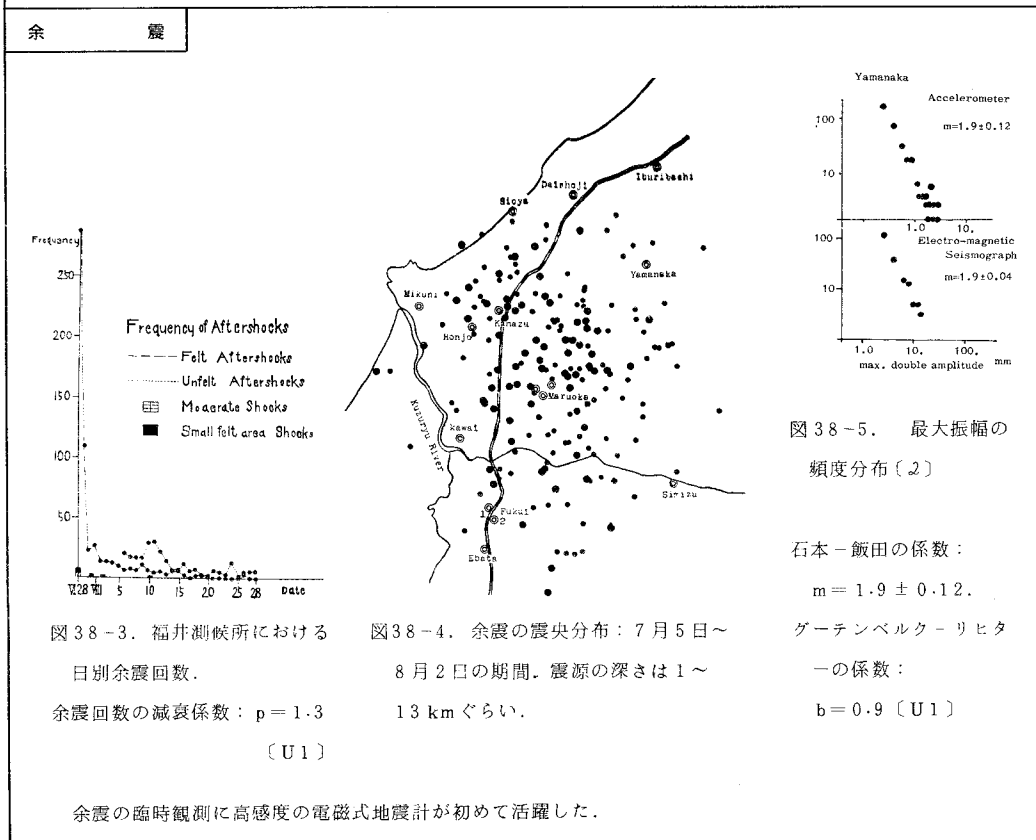 余 震
Frequency
250
200
150
100
50
Frequency of Aftershocks
Felt Aftershocks
Unfelt Aftershocks
Moderate Shocks
Small felt area Shocks
VI.28 VII 5 10 15 20 25 28 Date
図38-3. 福井測候所における
日別余震回数.
余震回数の減衰係数: p=1.3
〔U1〕
Iburibashi
Daishoji
Sioya
Yamanaka
Mikuni
Kanazu
Honjo
Maruoka
Kuzuryu River
Kawai
Simizu
1
Fukui
2
Ebata
図38-4. 余震の震央分布: 7月5日~
8月2日の期間. 震源の深さは1~
13 kmぐらい.
Yamanaka
Accelerometer
m=1.9±0.12
100
10
1.0 10.
Electro-magnetic
Seismograph
m=1.9±0.04
100
10
1.0 10. 100. mm
max. double amplitude
図38-5. 最大振幅の
頻度分布〔2〕
石本-飯田の係数:
m=1.9±0.12.
グーテンベルク-リヒタ
ーの係数:
b=0.9〔U1〕
余震の臨時観測に高感度の電磁式地震計が初めて活躍した.